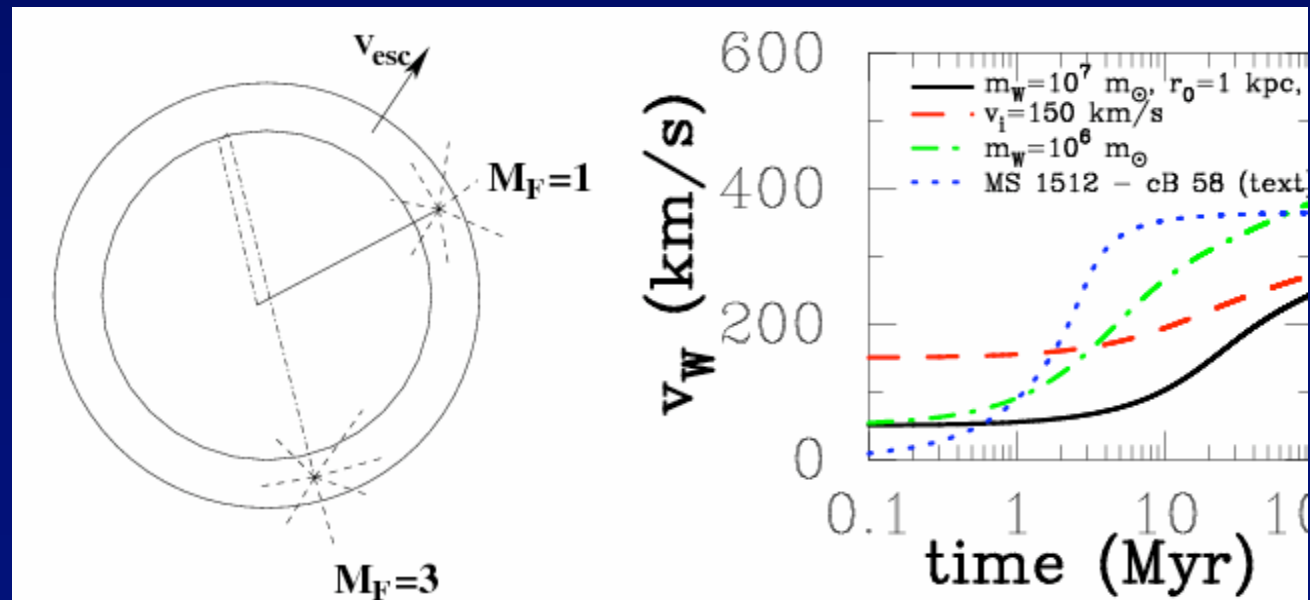 v_esc
M_F=1
M_F=3
600
400
200
0
v_W (km/s)
m_W=10^7 m_⊙, r_0=1 kpc,
v_i=150 km/s
m_W=10^6 m_⊙
MS 1512 - cB 58 (text
0.1 1 10 10
time (Myr)